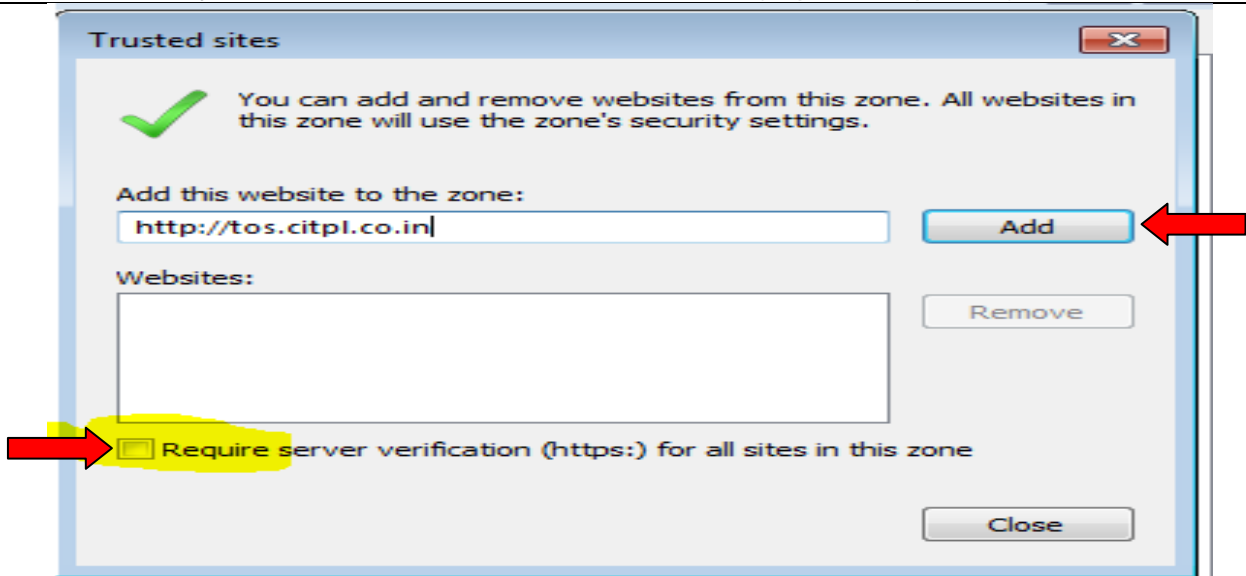 Trusted sites
You can add and remove websites from this zone. All websites in
this zone will use the zone's security settings.
Add this website to the zone:
http://tos.citpl.co.in
Add
Websites:
Remove
Require server verification (https:) for all sites in this zone
Close